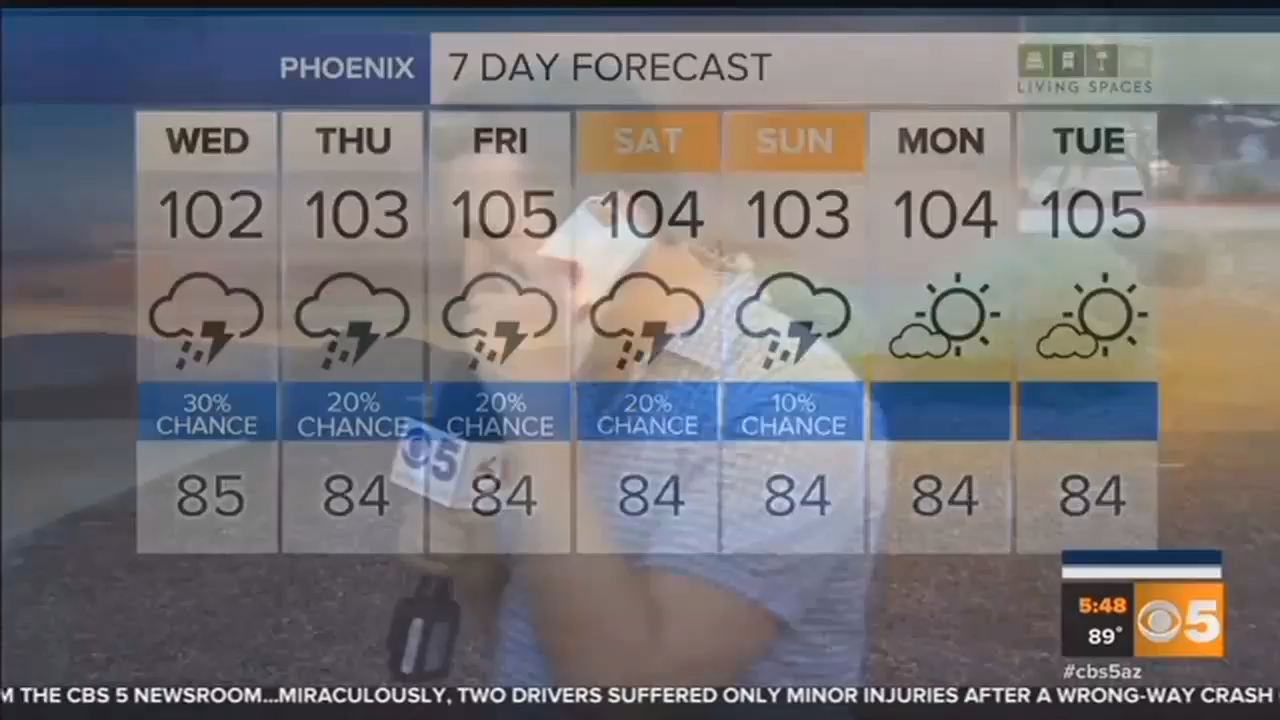 PHOENIX 7 DAY FORECAST
LIVING SPACES
WED THU FRI SAT SUN MON TUE
102 103 105 104 103 104 105
30% 20% 20% 20% 10%
CHANCE CHANCE CHANCE CHANCE CHANCE
5
85 84 84 84 84 84 84
5:48
89° 5
#cbs5az
M THE CBS 5 NEWSROOM...MIRACULOUSLY, TWO DRIVERS SUFFERED ONLY MINOR INJURIES AFTER A WRONG-WAY CRASH